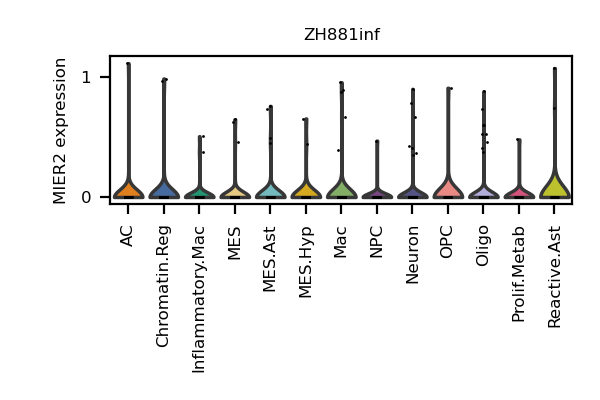 ZH881inf
MIER2 expression
1
0
AC
Chromatin.Reg
Inflammatory.Mac
MES
MES.Ast
MES.Hyp
Mac
NPC
Neuron
OPC
Oligo
Prolif.Metab
Reactive.Ast